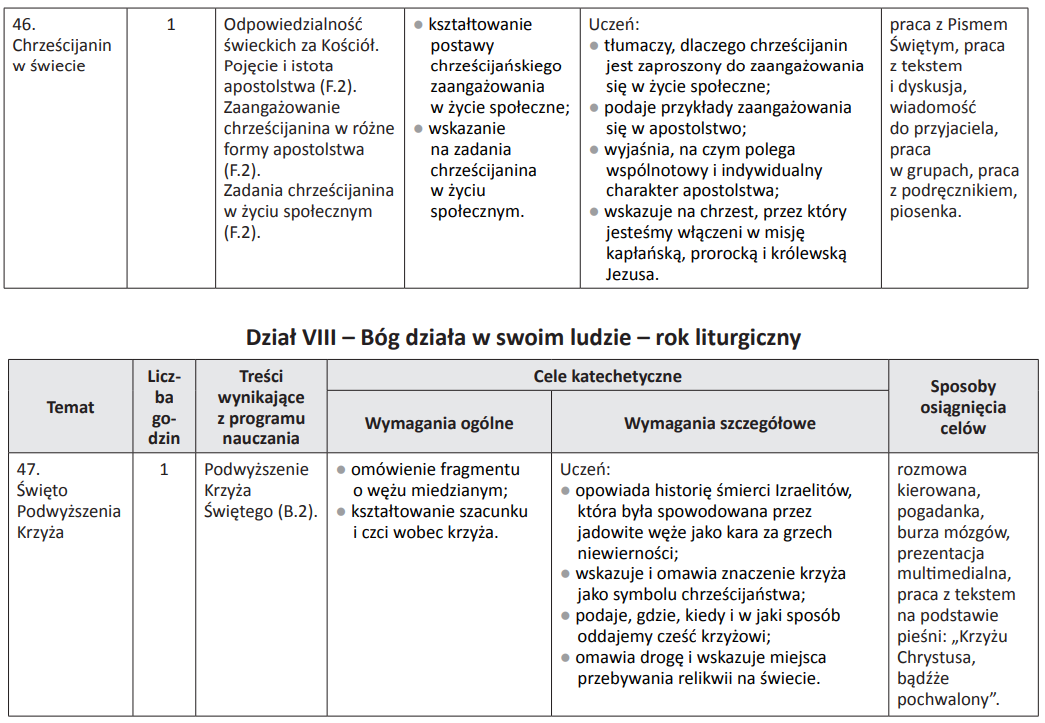 46.
Chrześcijanin
w świecie
1
Odpowiedzialność
świeckich za Kościół.
Pojęcie i istota
apostolstwa (F.2).
Zaangażowanie
chrześcijanina w różne
formy apostolstwa
(F.2).
Zadania chrześcijanina
w życiu społecznym
(F.2).
● kształtowanie
postawy
chrześcijańskiego
zaangażowania
w życie społeczne;
● wskazanie
na zadania
chrześcijanina
w życiu
społecznym.
Uczeń:
● tłumaczy, dlaczego chrześcijanin
jest zaproszony do zaangażowania
się w życie społeczne;
● podaje przykłady zaangażowania
się w apostolstwo;
● wyjaśnia, na czym polega
wspólnotowy i indywidualny
charakter apostolstwa;
● wskazuje na chrzest, przez który
jesteśmy włączeni w misję
kapłańską, prorocką i królewską
Jezusa.
praca z Pismem
Świętym, praca
z tekstem
i dyskusja,
wiadomość
do przyjaciela,
praca
w grupach, praca
z podręcznikiem,
piosenka.
Dział VIII – Bóg działa w swoim ludzie – rok liturgiczny
Temat
Licz-
ba
go-
dzin
Treści
wynikające
z programu
nauczania
Cele katechetyczne
Wymagania ogólne
Wymagania szczegółowe
Sposoby
osiągnięcia
celów
47.
Święto
Podwyższenia
Krzyża
1
Podwyższenie
Krzyża
Świętego (B.2).
● omówienie fragmentu
o wężu miedzianym;
● kształtowanie szacunku
i czci wobec krzyża.
Uczeń:
● opowiada historię śmierci Izraelitów,
która była spowodowana przez
jadowite węże jako kara za grzech
niewierności;
● wskazuje i omawia znaczenie krzyża
jako symbolu chrześcijaństwa;
● podaje, gdzie, kiedy i w jaki sposób
oddajemy cześć krzyżowi;
● omawia drogę i wskazuje miejsca
przebywania relikwii na świecie.
rozmowa
kierowana,
pogadanka,
burza mózgów,
prezentacja
multimedialna,
praca z tekstem
na podstawie
pieśni: „Krzyżu
Chrystusa,
bądźże
pochwalony”.